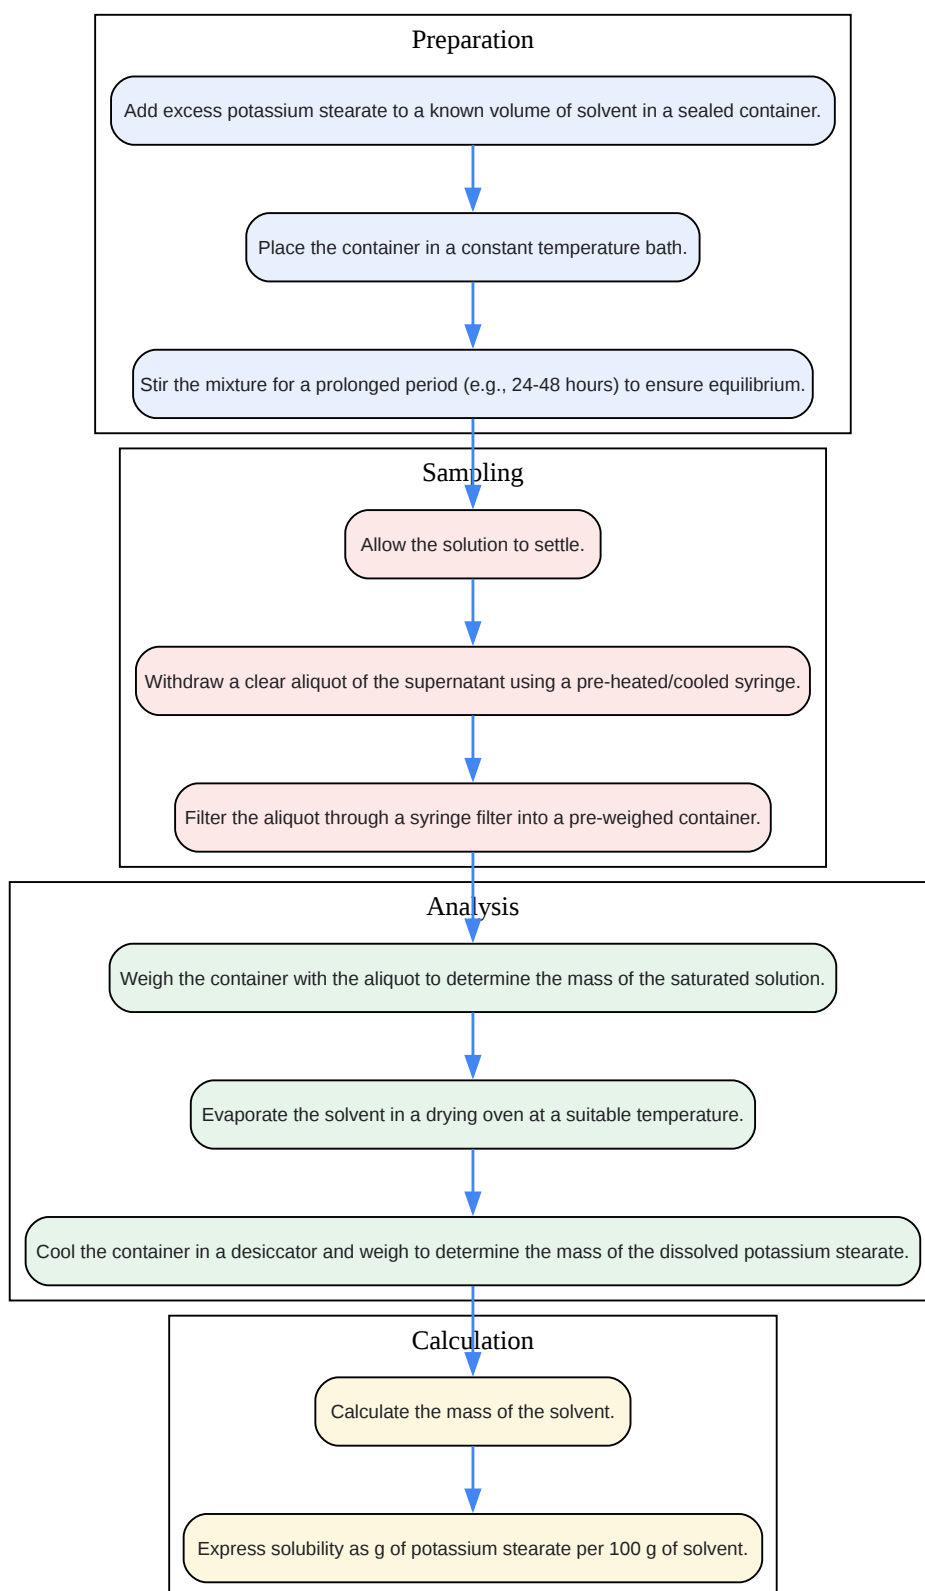 Preparation
Add excess potassium stearate to a known volume of solvent in a sealed container.
Place the container in a constant temperature bath.
Stir the mixture for a prolonged period (e.g., 24-48 hours) to ensure equilibrium.
Sampling
Allow the solution to settle.
Withdraw a clear aliquot of the supernatant using a pre-heated/cooled syringe.
Filter the aliquot through a syringe filter into a pre-weighed container.
Analysis
Weigh the container with the aliquot to determine the mass of the saturated solution.
Evaporate the solvent in a drying oven at a suitable temperature.
Cool the container in a desiccator and weigh to determine the mass of the dissolved potassium stearate.
Calculation
Calculate the mass of the solvent.
Express solubility as g of potassium stearate per 100 g of solvent.